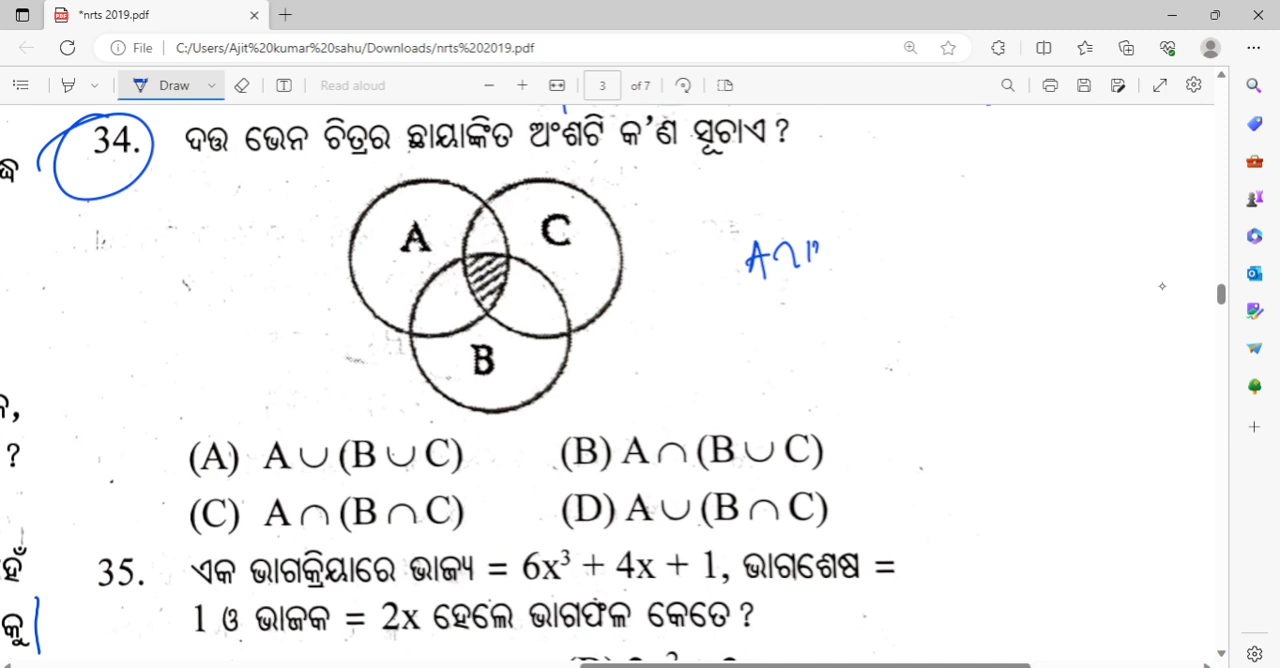 *nrts 2019.pdf
File C:/Users/Ajit%20kumar%20sahu/Downloads/nrts%202019.pdf
Draw Read aloud 3 of 7
34. ଦତ୍ତ ଭେନ ଚିତ୍ରର ଛାୟାଙ୍କିତ ଅଂଶଟି କ'ଣ ସୂଚାଏ ?
A C
A∩
B
(A) A ∪ (B ∪ C) (B) A ∩ (B ∪ C)
(C) A ∩ (B ∩ C) (D) A ∪ (B ∩ C)
35. ଏକ ଭାଗକ୍ରିୟାରେ ଭାଜ୍ୟ = 6x³ + 4x + 1, ଭାଗଶେଷ =
1 ଓ ଭାଜକ = 2x ହେଲେ ଭାଗଫଳ କେତେ ?